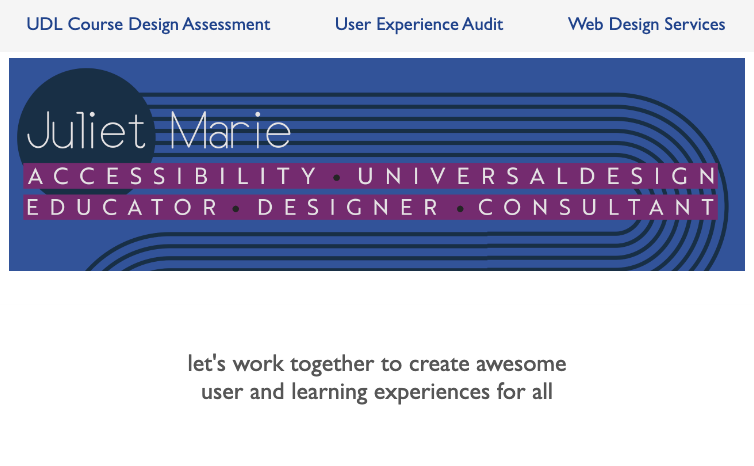 UDL Course Design Assessment User Experience Audit Web Design Services
Juliet Marie
ACCESSIBILITY • UNIVERSALDESIGN
EDUCATOR • DESIGNER • CONSULTANT
let's work together to create awesome
user and learning experiences for all